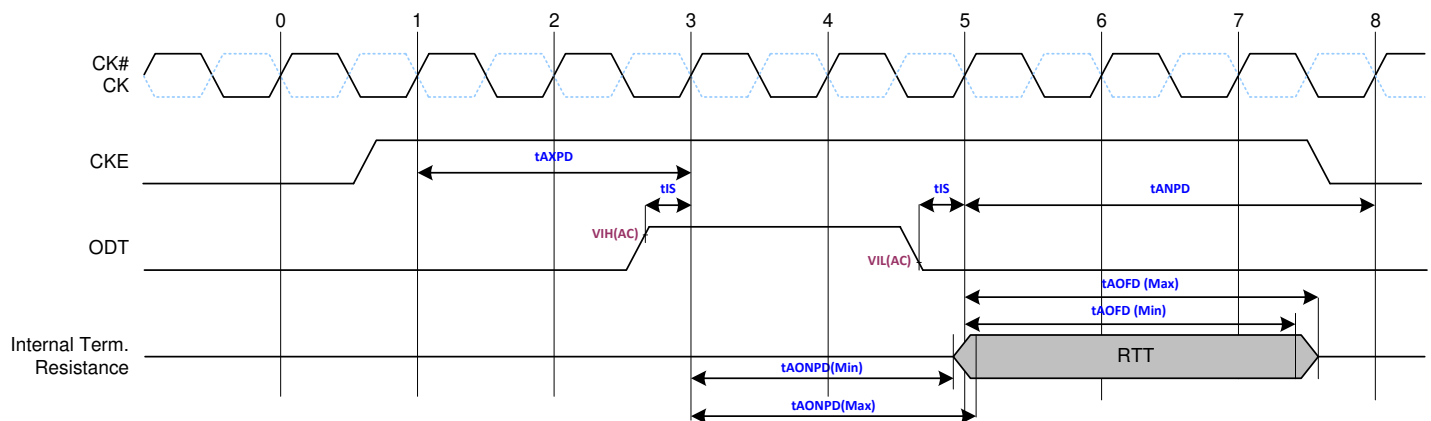 0 1 2 3 4 5 6 7 8
CK#
CK
CKE
tAXPD
tIS
tIS
tANPD
ODT
VIH(AC)
VIL(AC)
tAOFD (Max)
tAOFD (Min)
Internal Term.
Resistance
RTT
tAONPD(Min)
tAONPD(Max)